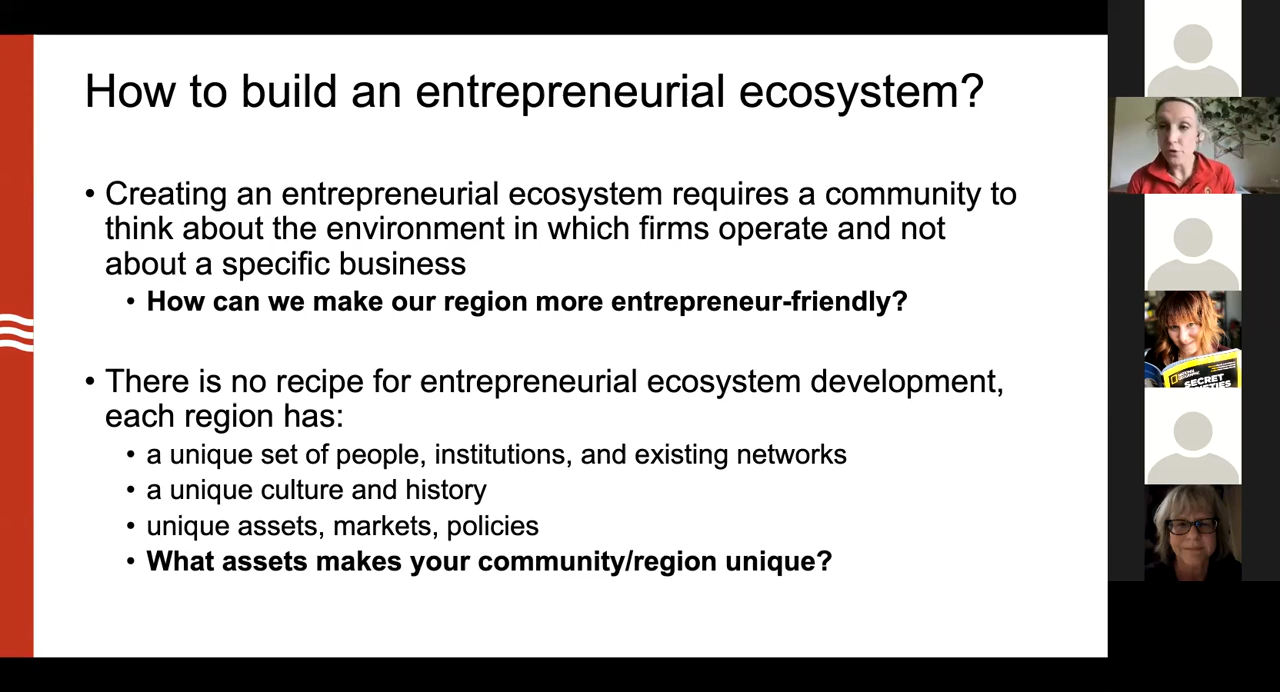 How to build an entrepreneurial ecosystem?
• Creating an entrepreneurial ecosystem requires a community to
think about the environment in which firms operate and not
about a specific business
• How can we make our region more entrepreneur-friendly?
• There is no recipe for entrepreneurial ecosystem development,
each region has:
• a unique set of people, institutions, and existing networks
• a unique culture and history
• unique assets, markets, policies
• What assets makes your community/region unique?
SECRET